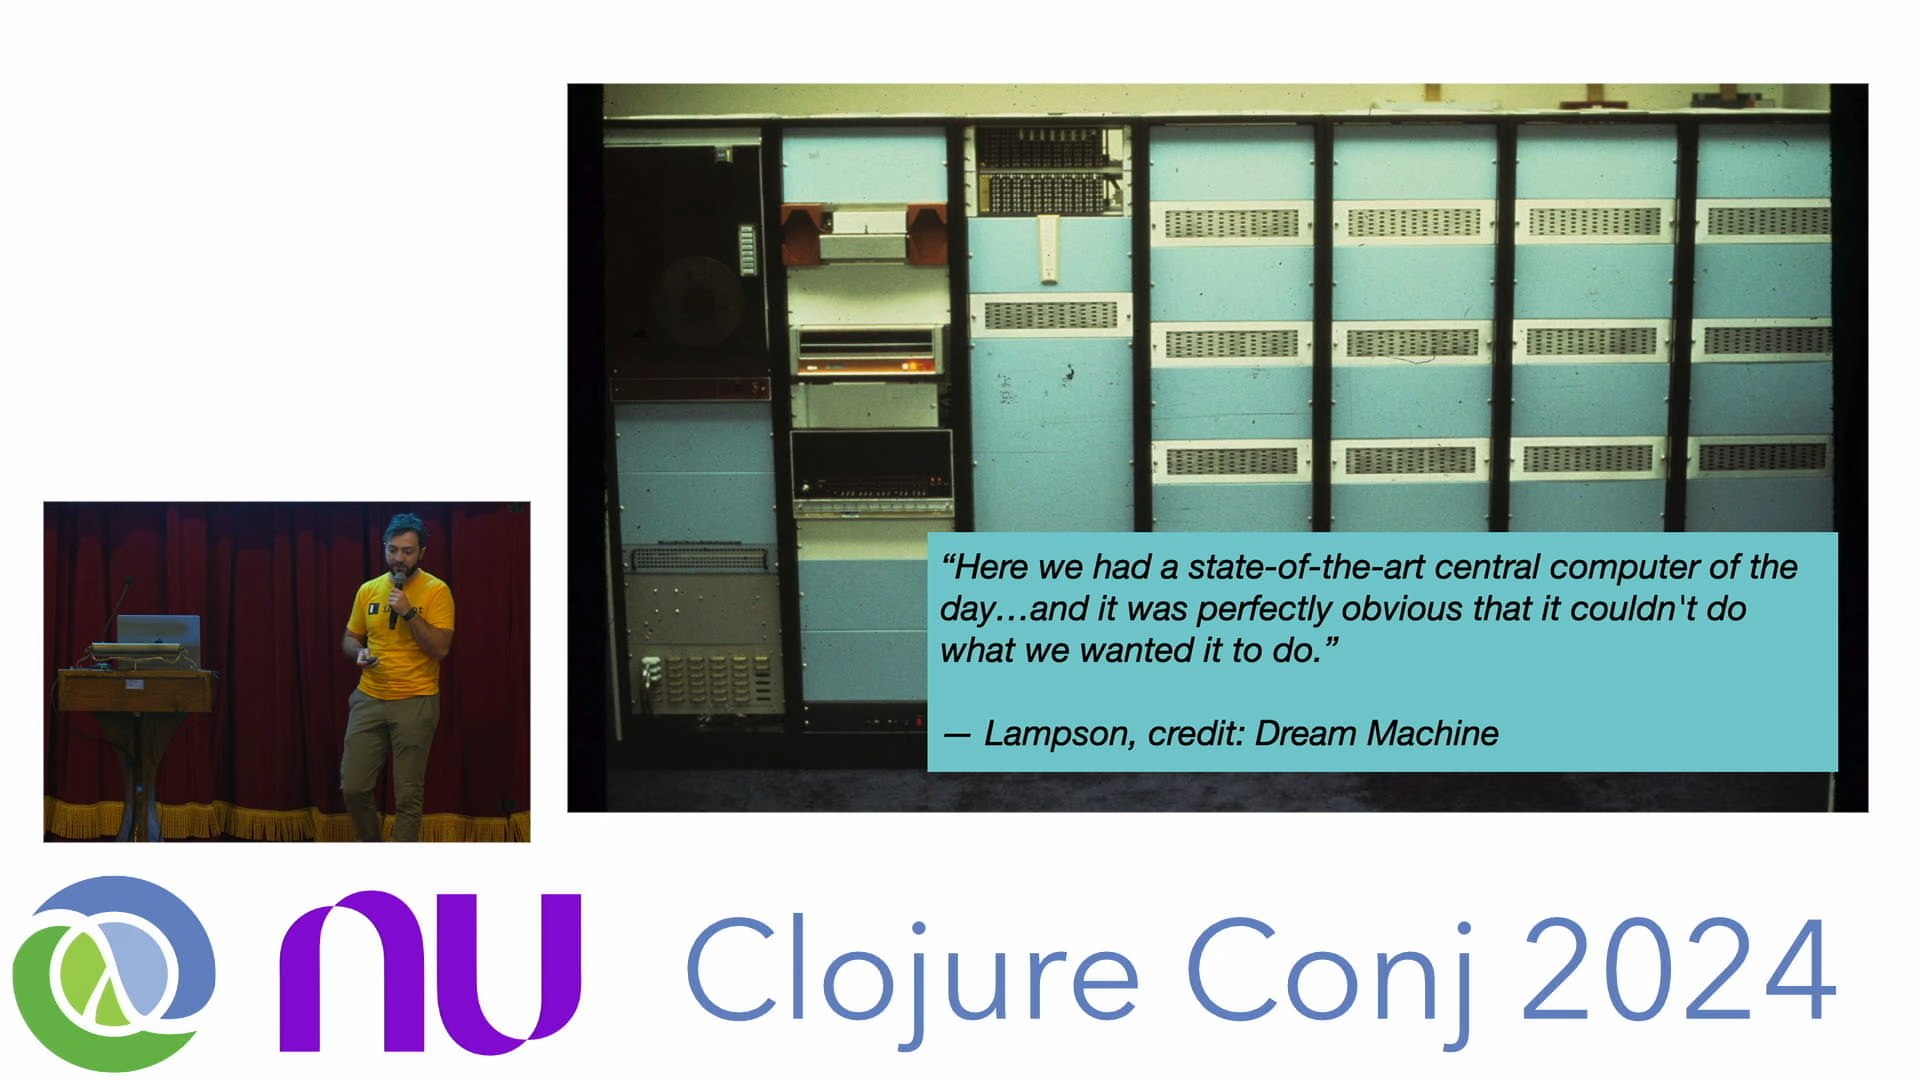 “Here we had a state-of-the-art central computer of the
day…and it was perfectly obvious that it couldn't do
what we wanted it to do.”
— Lampson, credit: Dream Machine
nu
Clojure Conj 2024